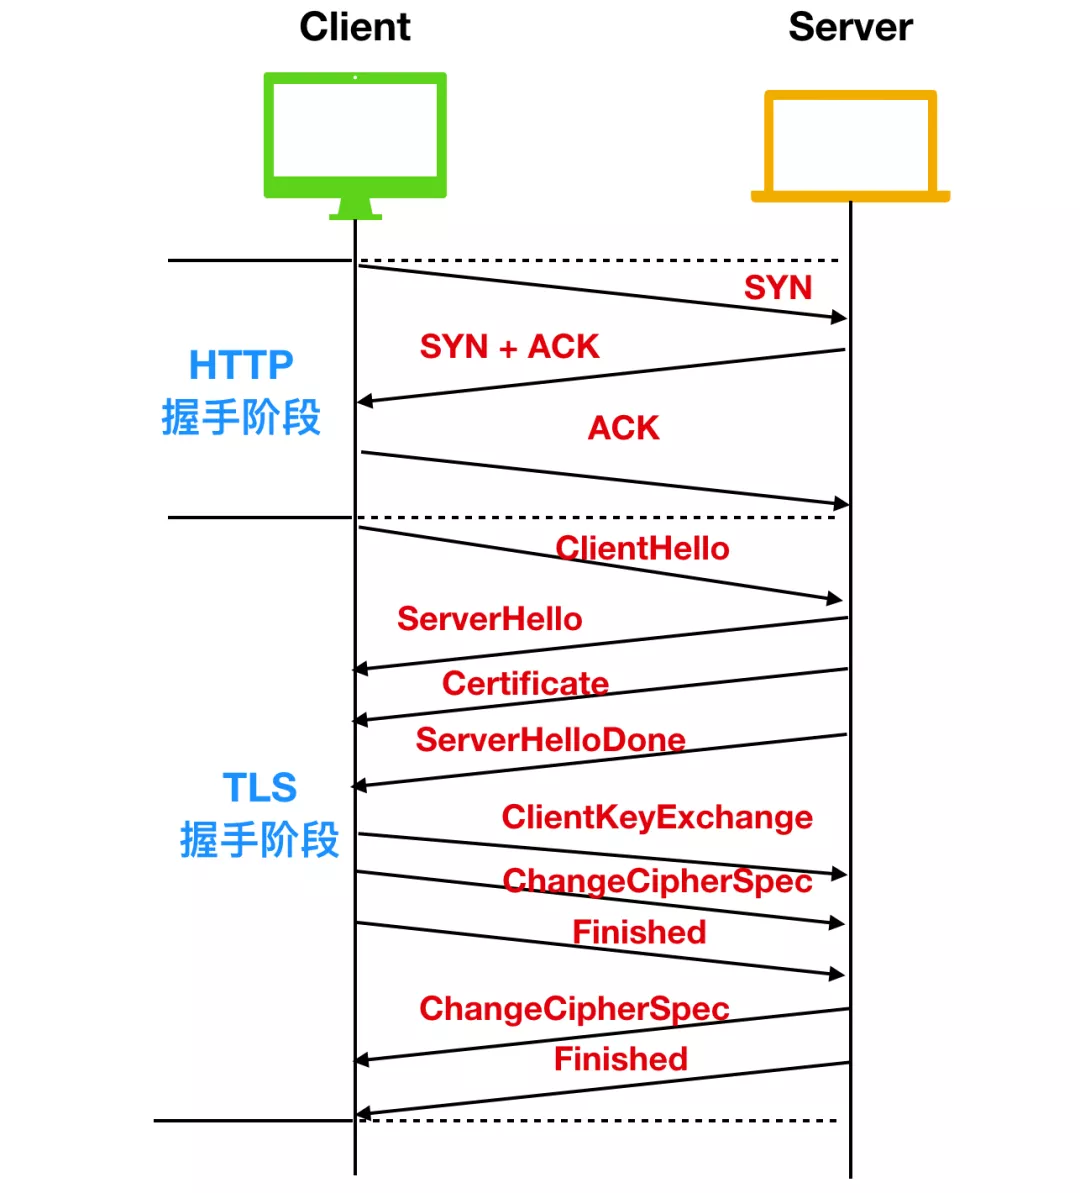 Client
Server
SYN
SYN + ACK
HTTP
握手阶段
ACK
ClientHello
ServerHello
Certificate
ServerHelloDone
TLS
握手阶段
ClientKeyExchange
ChangeCipherSpec
Finished
ChangeCipherSpec
Finished